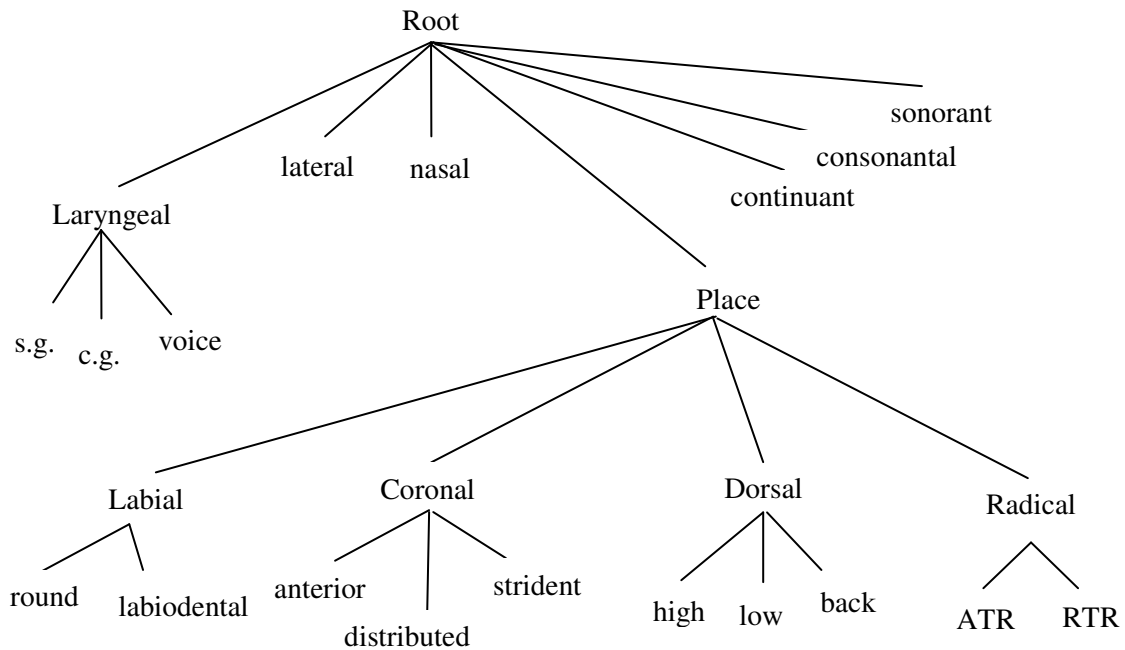 Root
sonorant
consonantal
lateral
nasal
continuant
Laryngeal
s.g.
c.g.
voice
Place
Labial
Coronal
Dorsal
Radical
round
labiodental
anterior
distributed
strident
high
low
back
ATR
RTR